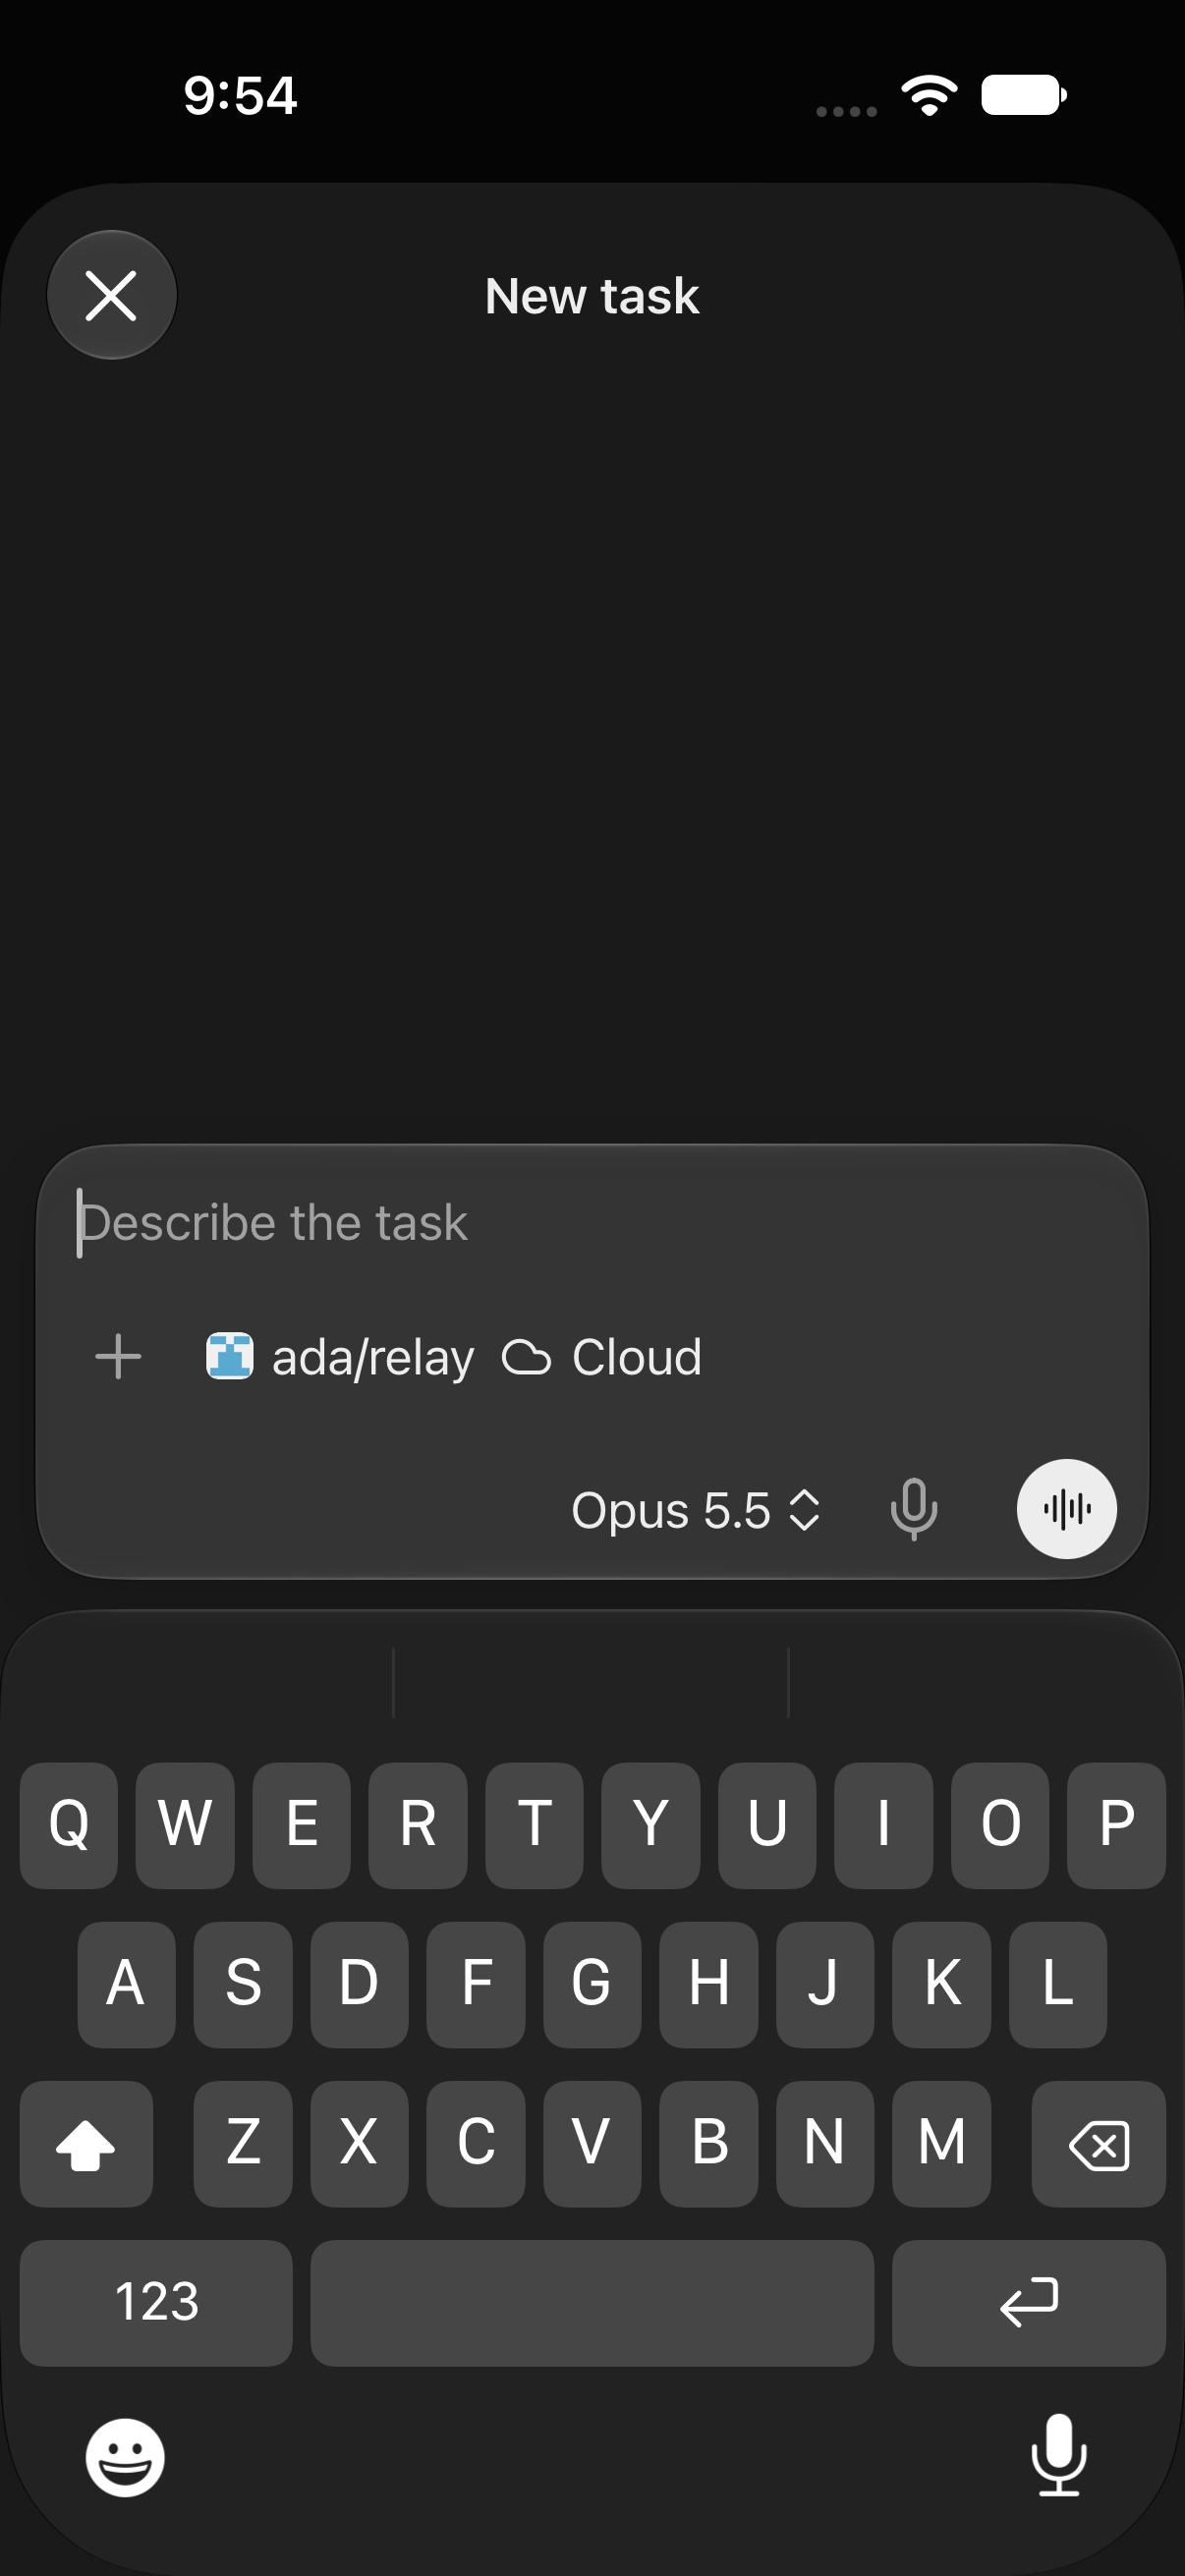 9:54
New task
Describe the task
ada/relay Cloud
Opus 5.5
Q W E R T Y U I O P
A S D F G H J K L
Z X C V B N M
123